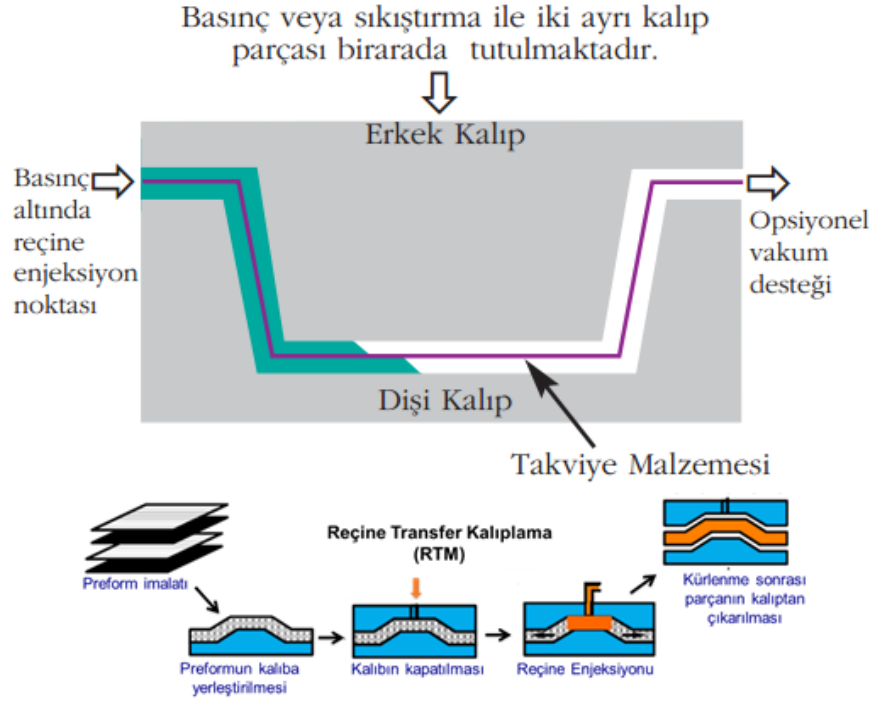 Basınç veya sıkıştırma ile iki ayrı kalıp
parçası birarada tutulmaktadır.
Erkek Kalıp
Basınç
altında
reçine
enjeksiyon
noktası
Opsiyonel
vakum
desteği
Dişi Kalıp
Takviye Malzemesi
Reçine Transfer Kalıplama
(RTM)
Preform imalatı
Preformun kalıba
yerleştirilmesi
Kalıbın kapatılması
Reçine Enjeksiyonu
Kürlenme sonrası
parçanın kalıptan
çıkarılması